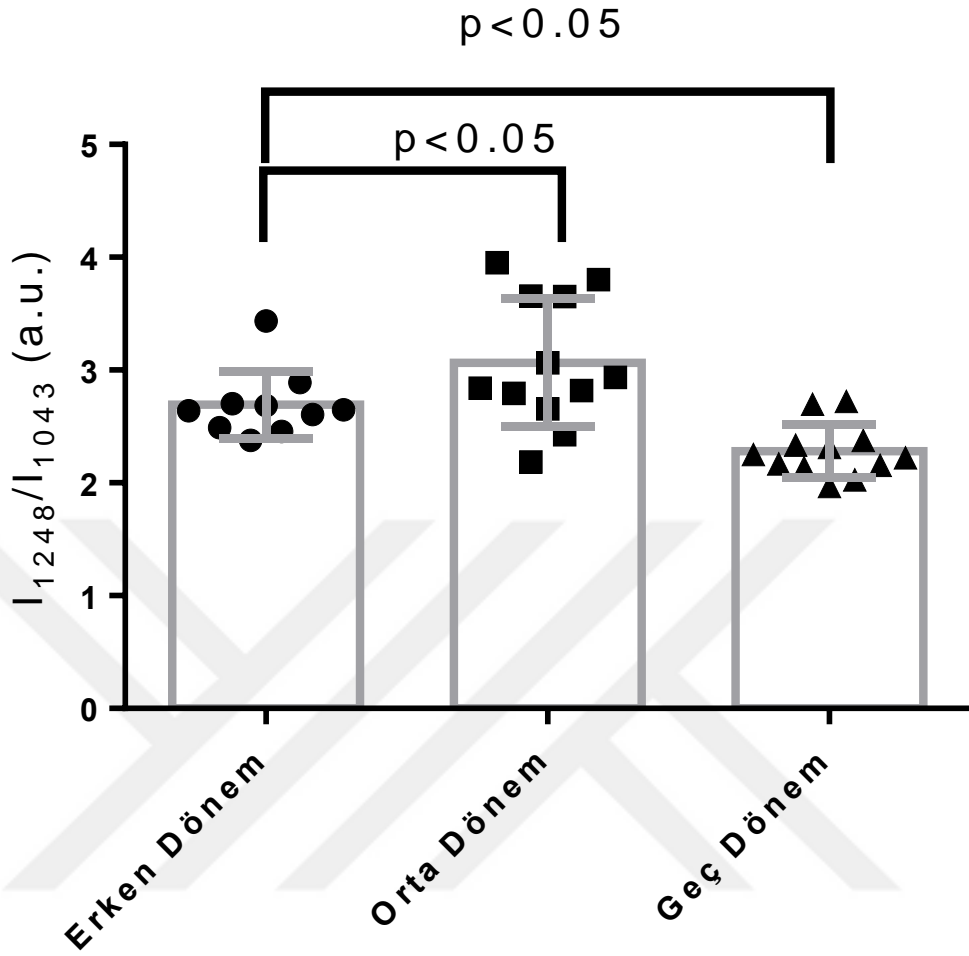 p<0.05
p<0.05
I1248/I1043 (a.u.)
5
4
3
2
1
0
Erken Dönem
Orta Dönem
Geç Dönem